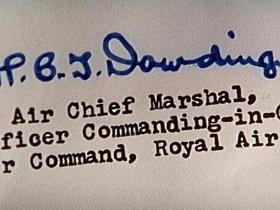 H.C.T. Dowding
Air Chief Marshal,
fficer Commanding-in-C
r Command, Royal Air